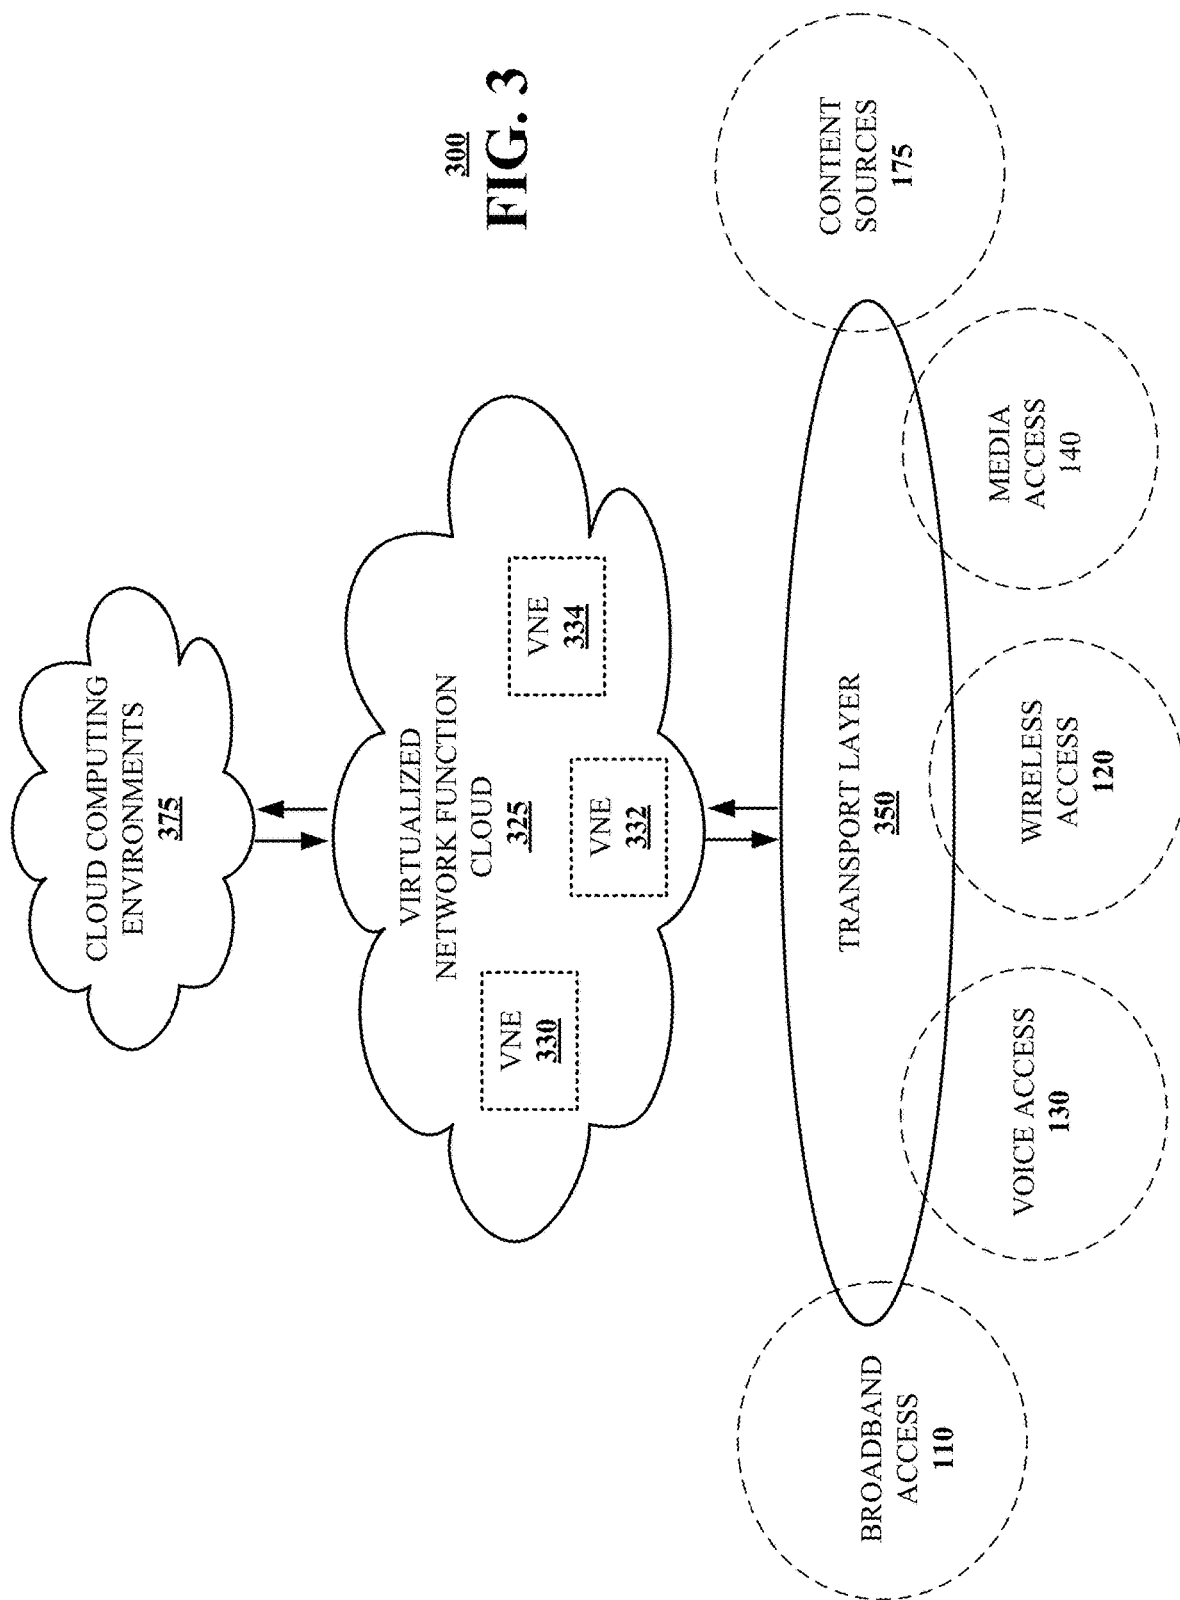 CLOUD COMPUTING
ENVIRONMENTS
375
VIRTUALIZED
NETWORK FUNCTION
CLOUD
325
VNE
330
VNE
332
VNE
334
300
FIG. 3
TRANSPORT LAYER
350
BROADBAND
ACCESS
110
VOICE ACCESS
130
WIRELESS
ACCESS
120
MEDIA
ACCESS
140
CONTENT
SOURCES
175